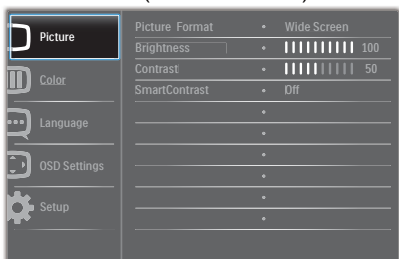 Picture
Color
Language
OSD Settings
Setup
Picture Format • Wide Screen
Brightness • 100
Contrast • 50
SmartContrast • Off
•
•
•
•
•
•